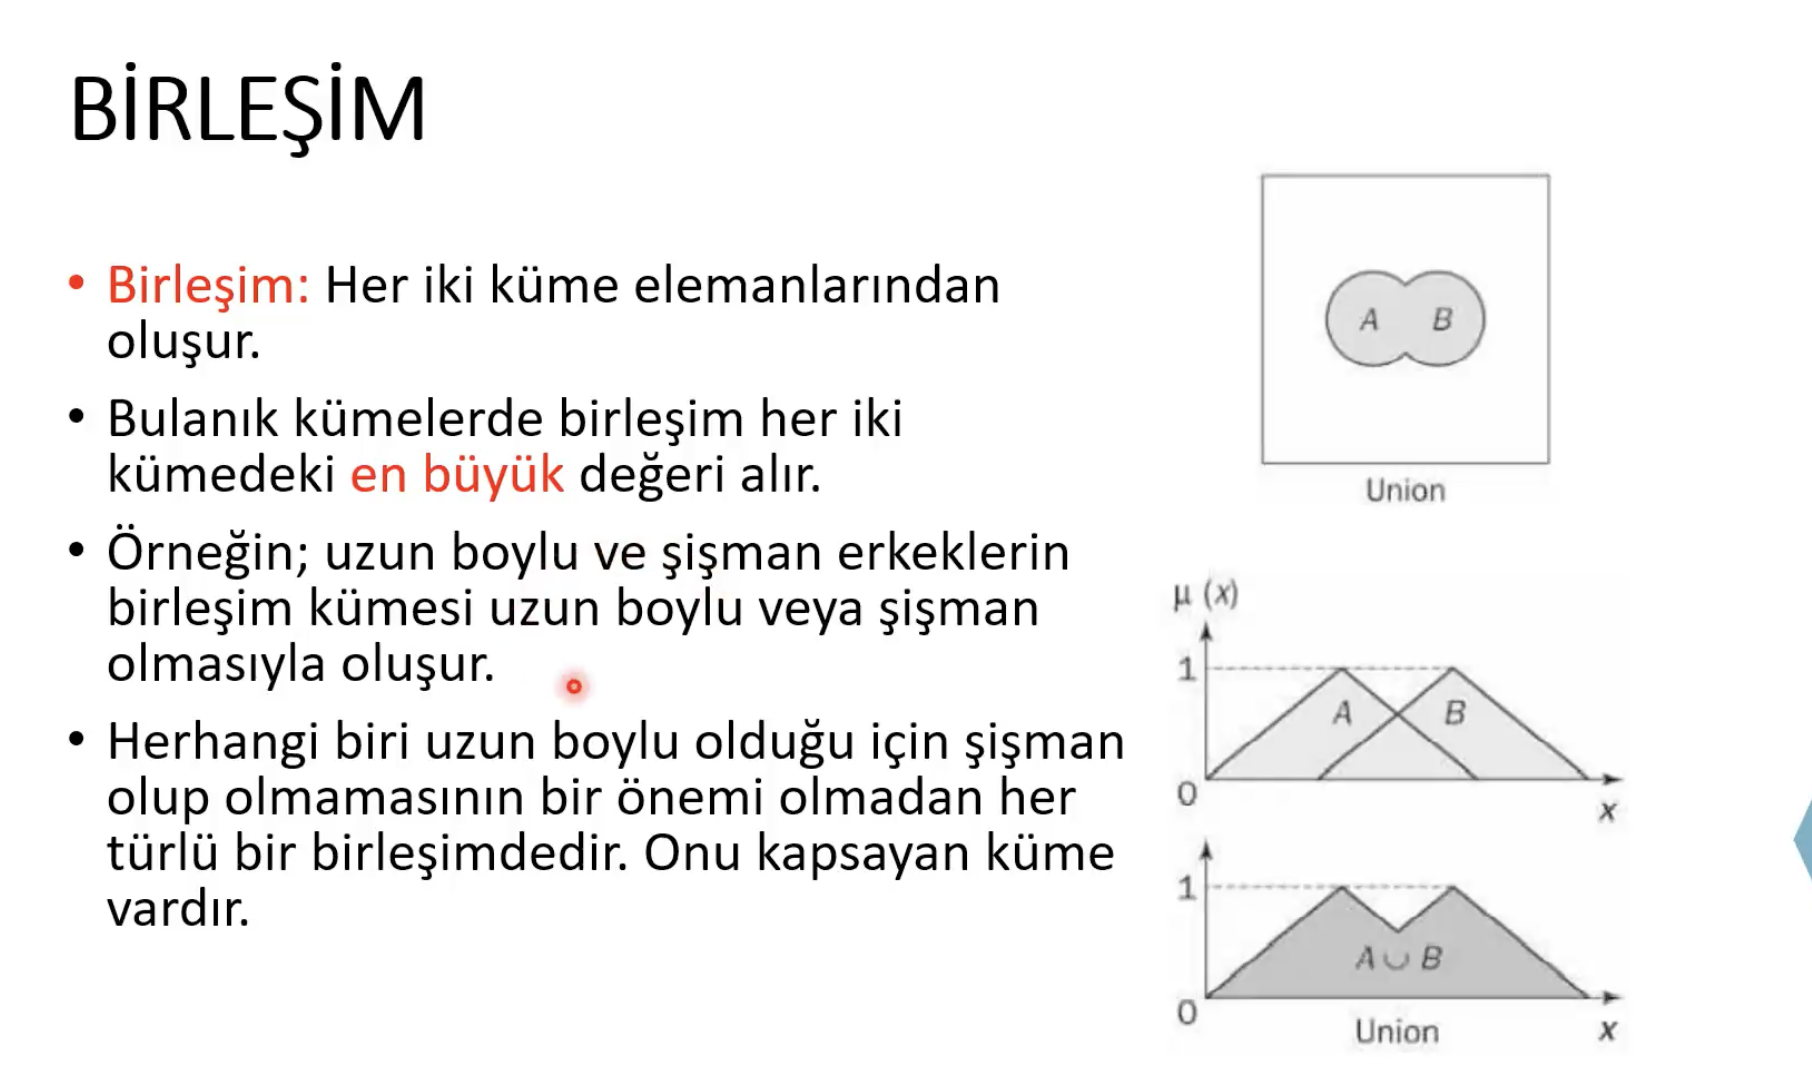 BİRLEŞİM
• Birleşim: Her iki küme elemanlarından
oluşur.
• Bulanık kümelerde birleşim her iki
kümedeki en büyük değeri alır.
• Örneğin; uzun boylu ve şişman erkeklerin
birleşim kümesi uzun boylu veya şişman
olmasıyla oluşur.
• Herhangi biri uzun boylu olduğu için şişman
olup olmamasının bir önemi olmadan her
türlü bir birleşimdedir. Onu kapsayan küme
vardır.
A B
Union
μ (x)
1
A B
0
x
1
A ∪ B
0
Union
x